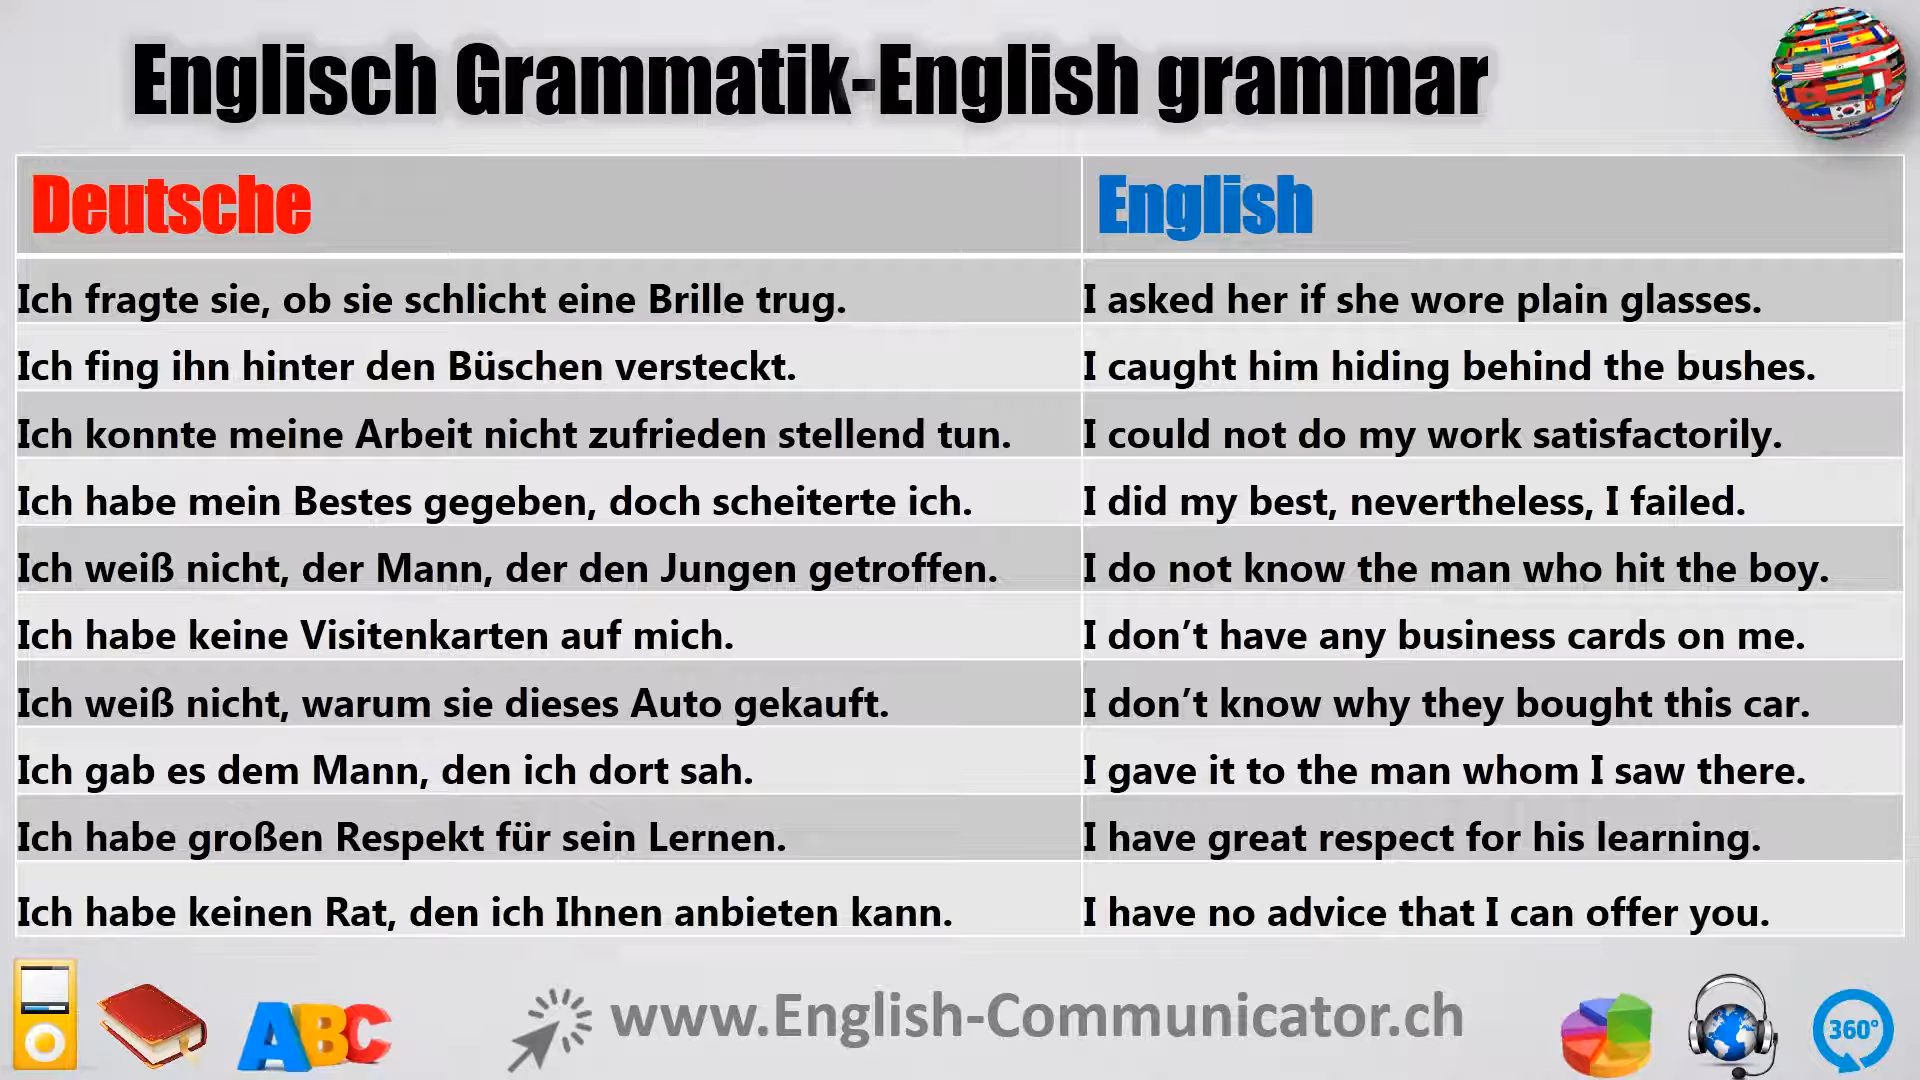 Englisch Grammatik-English grammar
Deutsche
English
Ich fragte sie, ob sie schlicht eine Brille trug.
I asked her if she wore plain glasses.
Ich fing ihn hinter den Büschen versteckt.
I caught him hiding behind the bushes.
Ich konnte meine Arbeit nicht zufrieden stellend tun.
I could not do my work satisfactorily.
Ich habe mein Bestes gegeben, doch scheiterte ich.
I did my best, nevertheless, I failed.
Ich weiß nicht, der Mann, der den Jungen getroffen.
I do not know the man who hit the boy.
Ich habe keine Visitenkarten auf mich.
I don’t have any business cards on me.
Ich weiß nicht, warum sie dieses Auto gekauft.
I don’t know why they bought this car.
Ich gab es dem Mann, den ich dort sah.
I gave it to the man whom I saw there.
Ich habe großen Respekt für sein Lernen.
I have great respect for his learning.
Ich habe keinen Rat, den ich Ihnen anbieten kann.
I have no advice that I can offer you.
ABC
www.English-Communicator.ch
360°